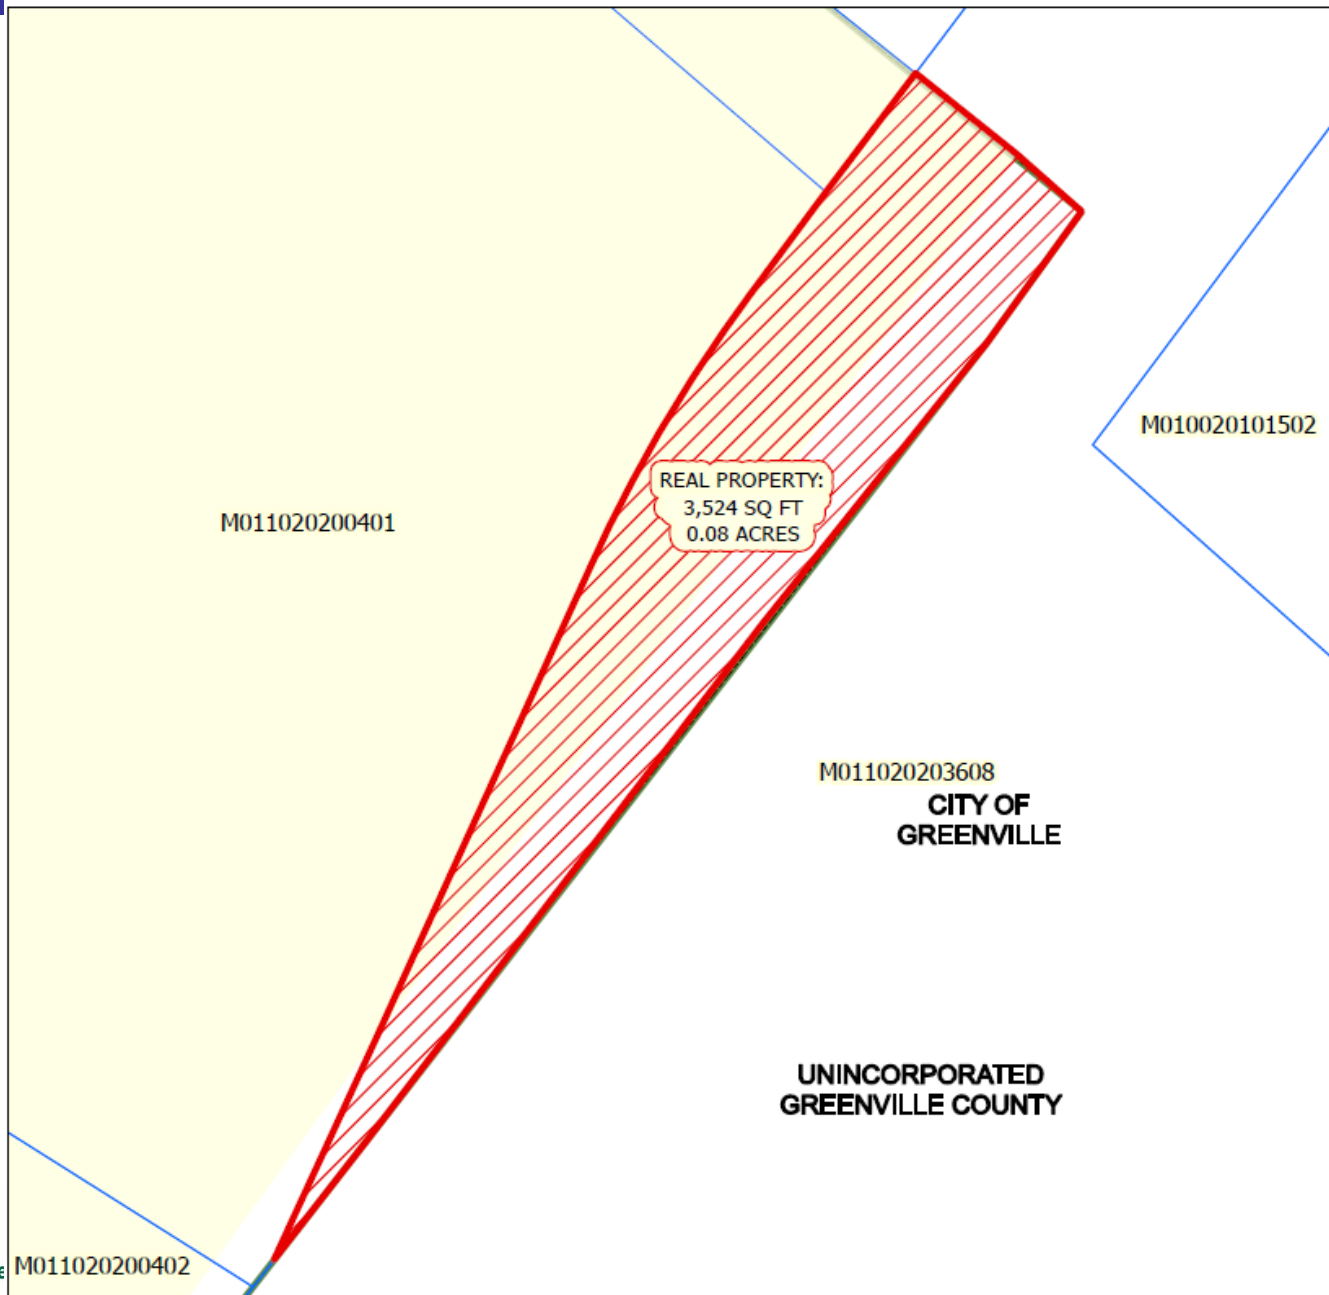 M010020101502
REAL PROPERTY:
3,524 SQ FT
0.08 ACRES
M011020200401
M011020203608
CITY OF
GREENVILLE
UNINCORPORATED
GREENVILLE COUNTY
M011020200402